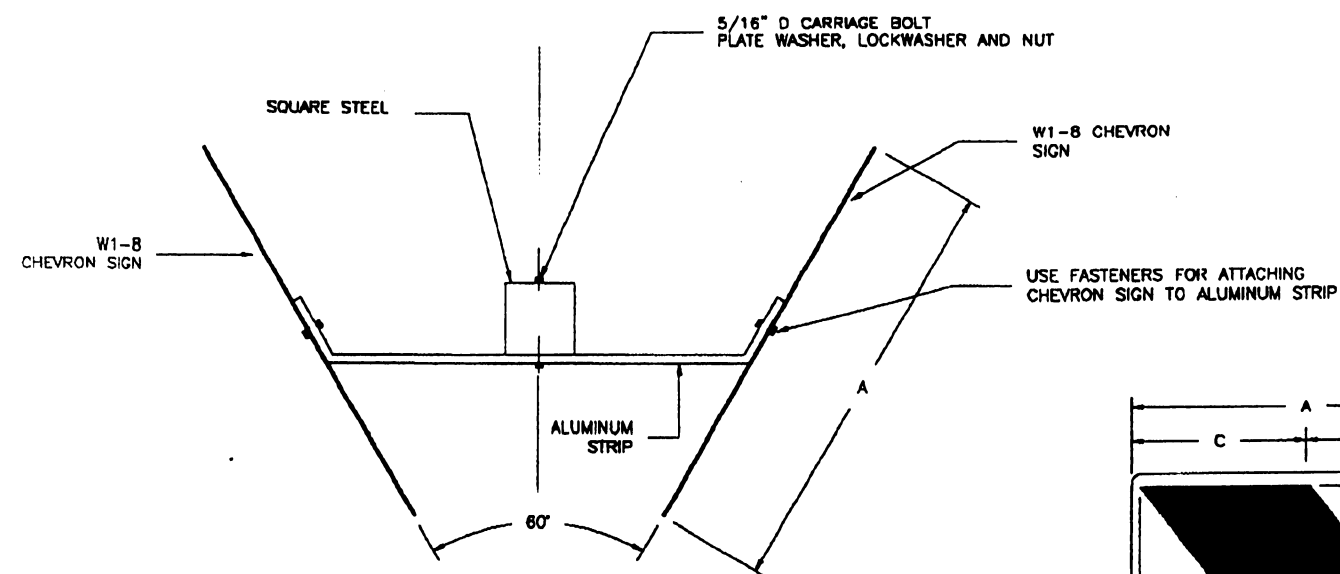 5/16" D CARRIAGE BOLT
PLATE WASHER, LOCKWASHER AND NUT
SQUARE STEEL
W1-8 CHEVRON
SIGN
W1-8
CHEVRON SIGN
USE FASTENERS FOR ATTACHING
CHEVRON SIGN TO ALUMINUM STRIP
A
ALUMINUM
STRIP
60°
A
C